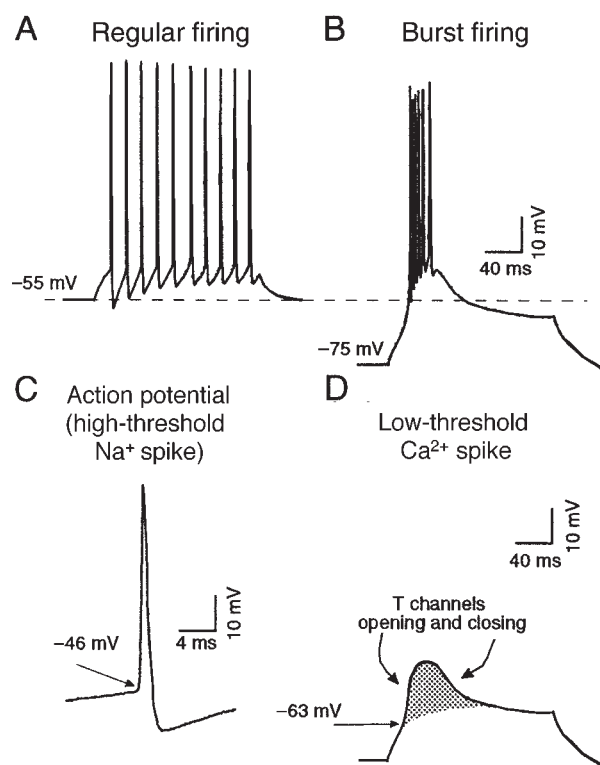 A Regular firing
B Burst firing
−55 mV
10 mV
40 ms
−75 mV
C Action potential
(high-threshold
Na⁺ spike)
−46 mV
10 mV
4 ms
D Low-threshold
Ca²⁺ spike
10 mV
40 ms
T channels
opening and closing
−63 mV